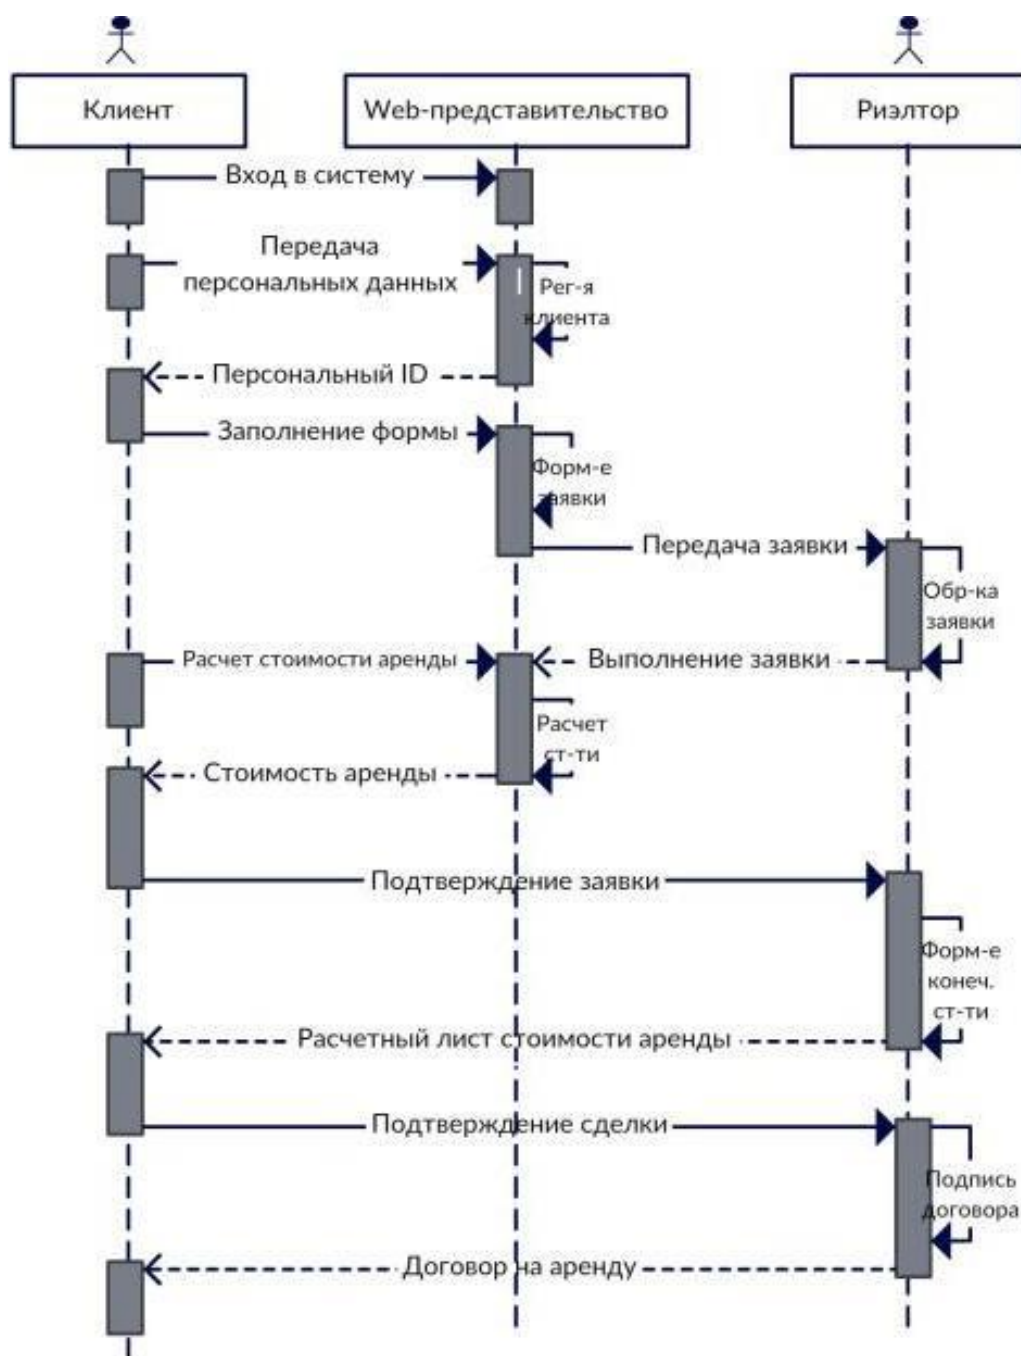 Клиент
Web-представительство
Риэлтор
Вход в систему
Передача
персональных данных
Рег-я
клиента
Персональный ID
Заполнение формы
Форм-е
заявки
Передача заявки
Обр-ка
заявки
Расчет стоимости аренды
Выполнение заявки
Расчет
ст-ти
Стоимость аренды
Подтверждение заявки
Форм-е
конеч.
ст-ти
Расчетный лист стоимости аренды
Подтверждение сделки
Подпись
договора
Договор на аренду